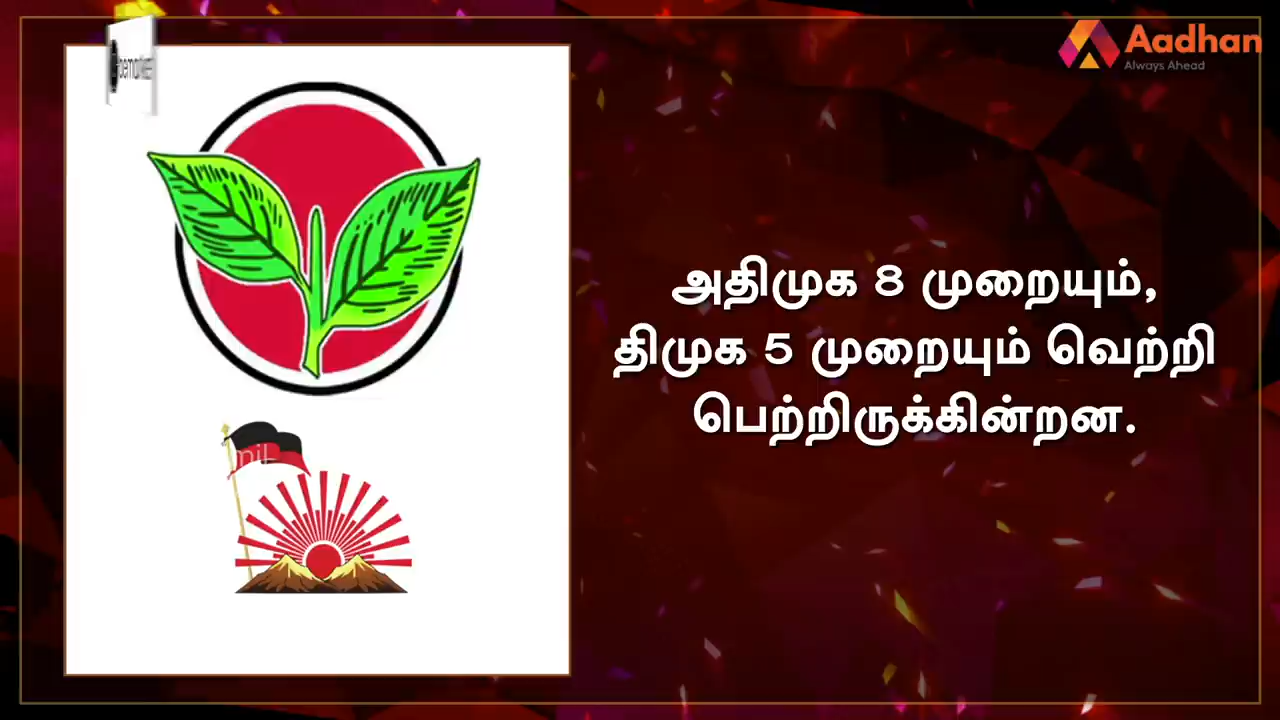 Aadhan
Always Ahead
அதிமுக 8 முறையும்,
திமுக 5 முறையும் வெற்றி
பெற்றிருக்கின்றன.